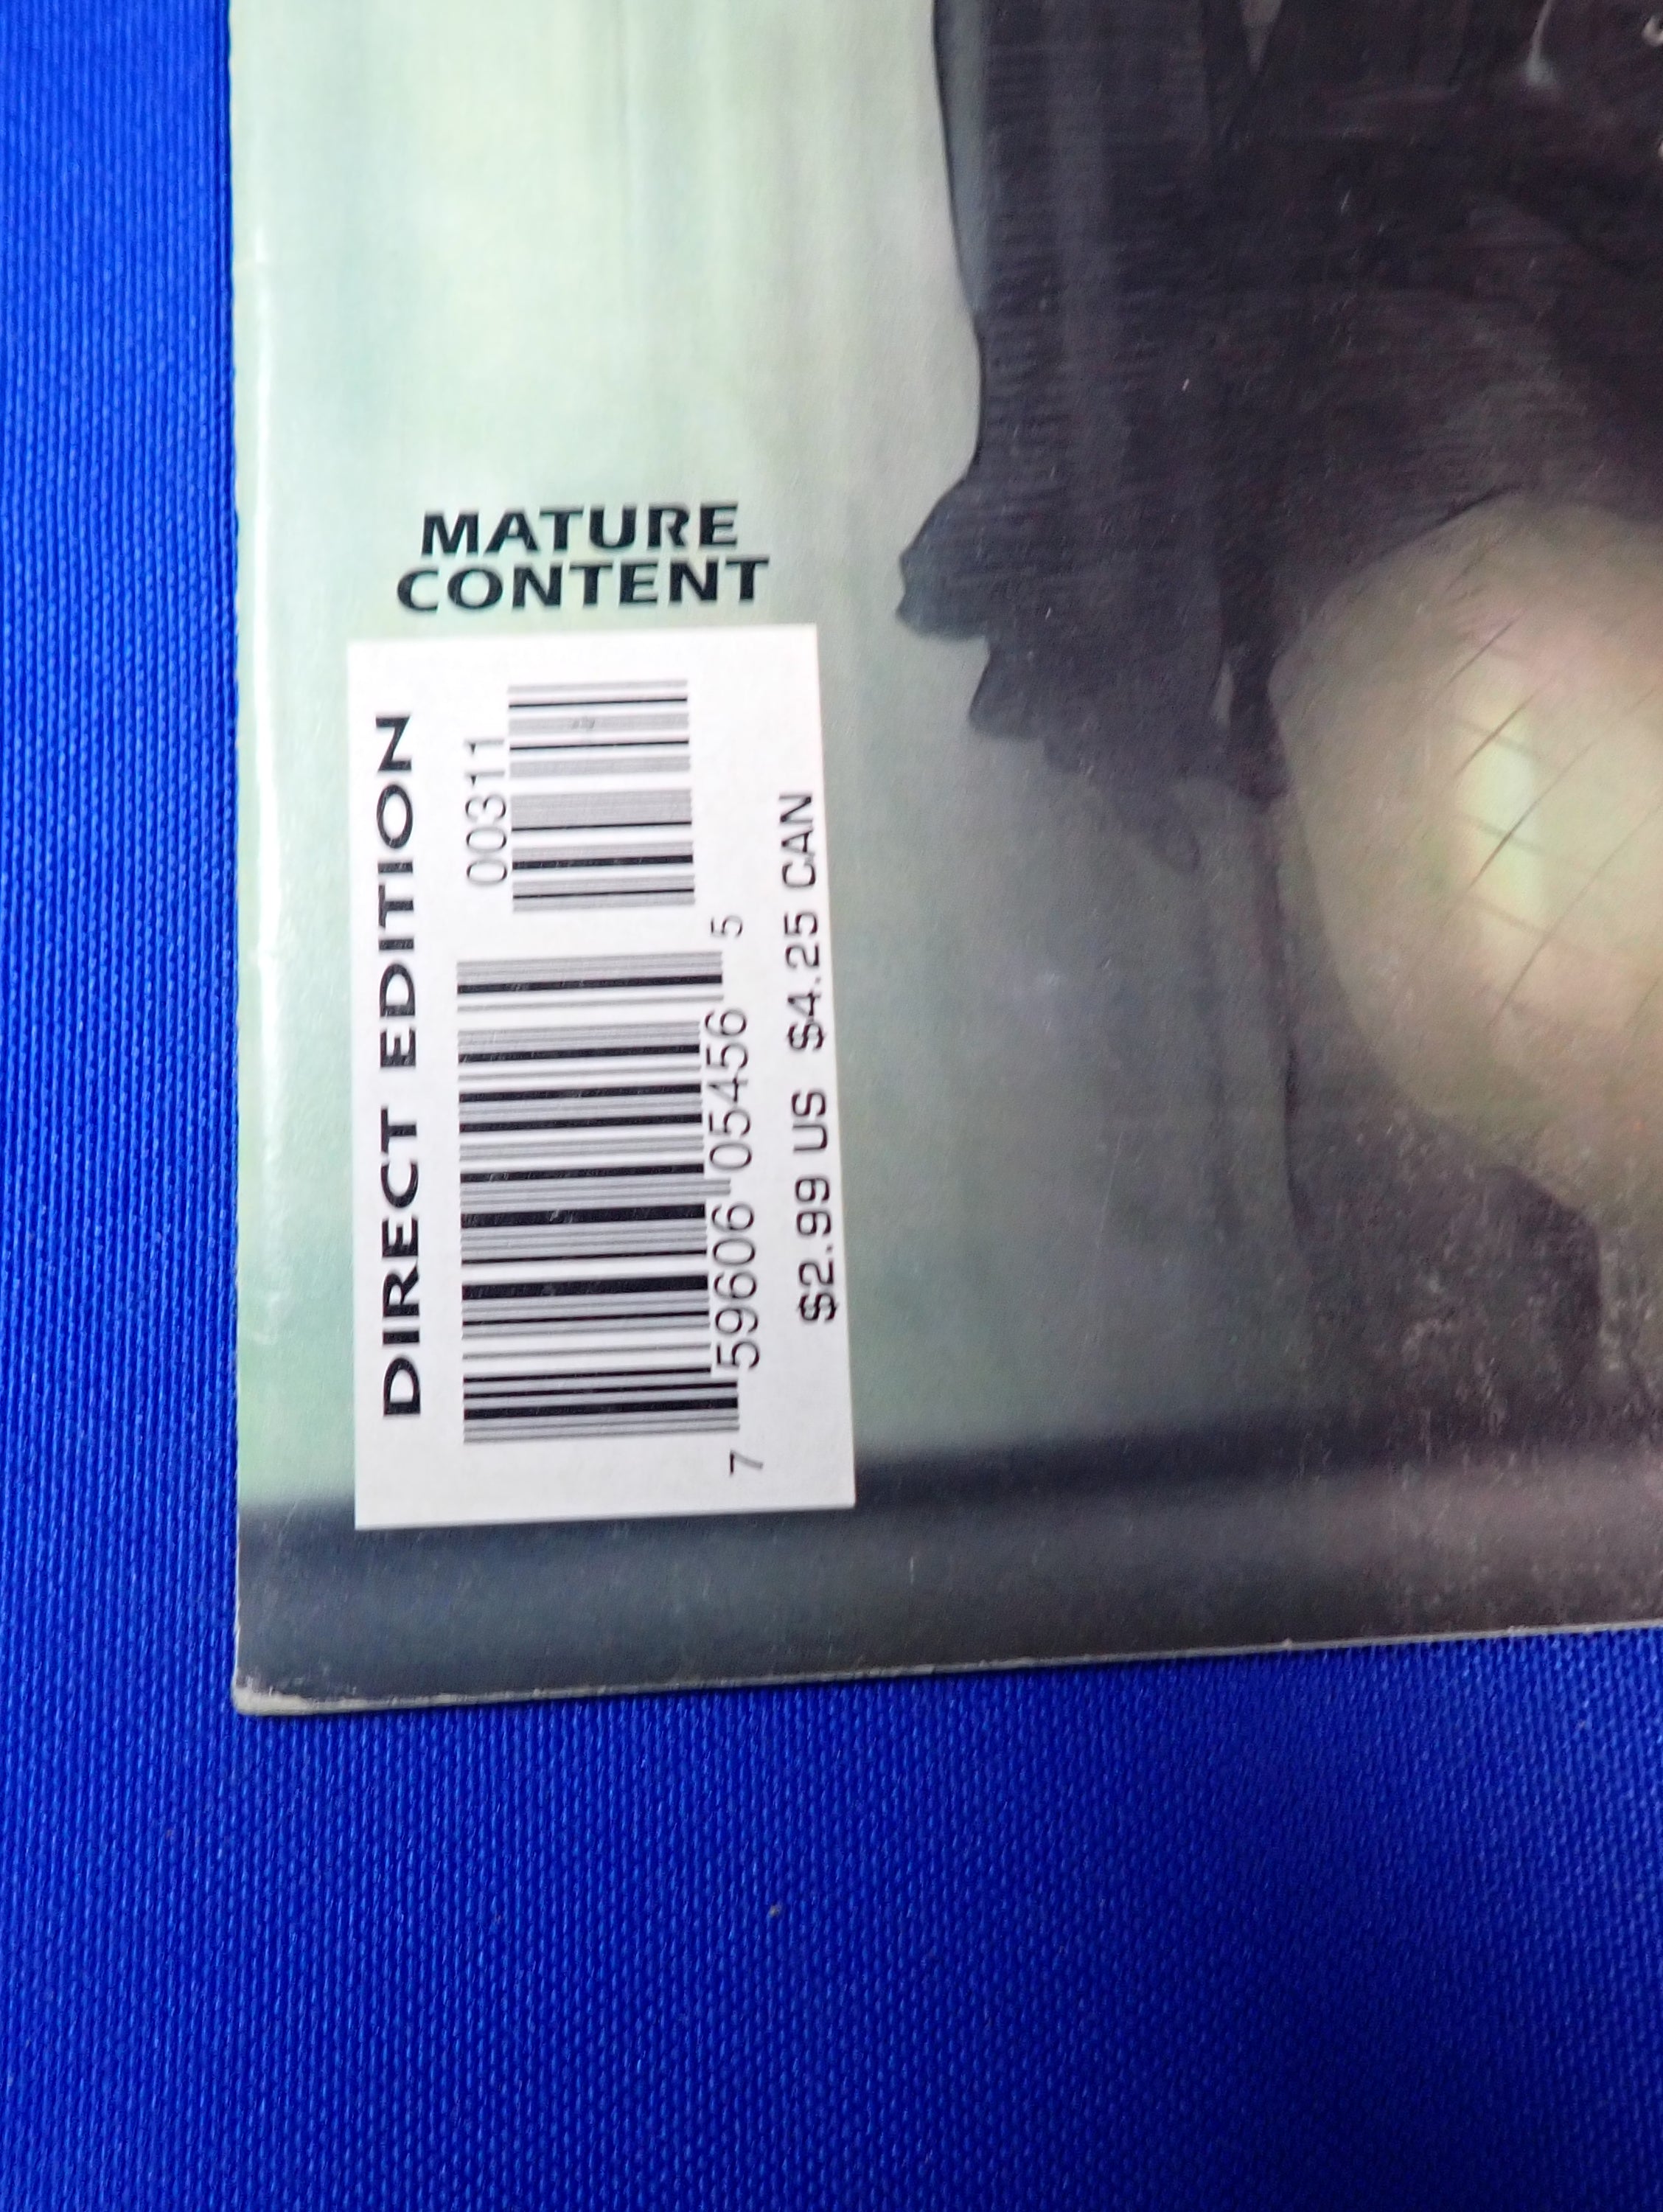 MATURE
CONTENT
DIRECT EDITION
00311
7 59606 05456 5
$2.99 US $4.25 CAN